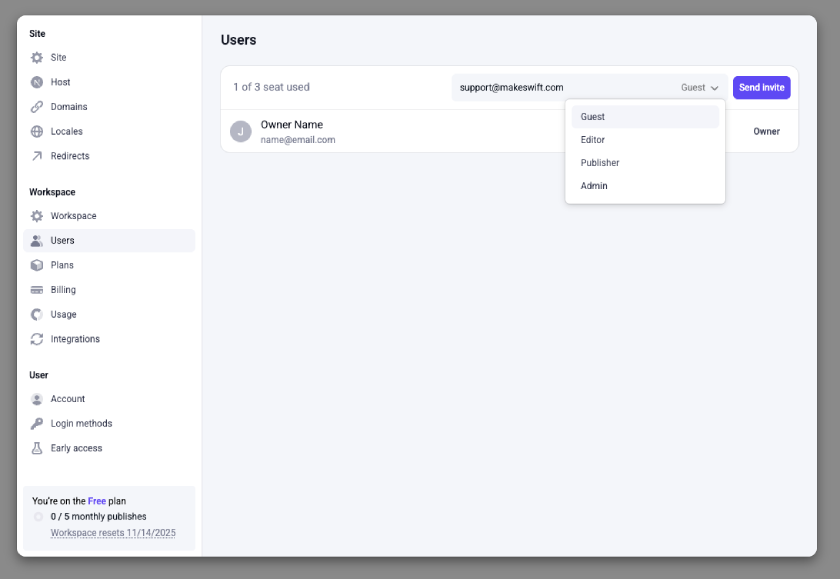 Site
Site
Host
Domains
Locales
Redirects
Workspace
Workspace
Users
Plans
Billing
Usage
Integrations
User
Account
Login methods
Early access
You're on the Free plan
0 / 5 monthly publishes
Workspace resets 11/14/2025
Users
1 of 3 seat used
support@makeswift.com
Guest
Send invite
J
Owner Name
name@email.com
Owner
Guest
Editor
Publisher
Admin